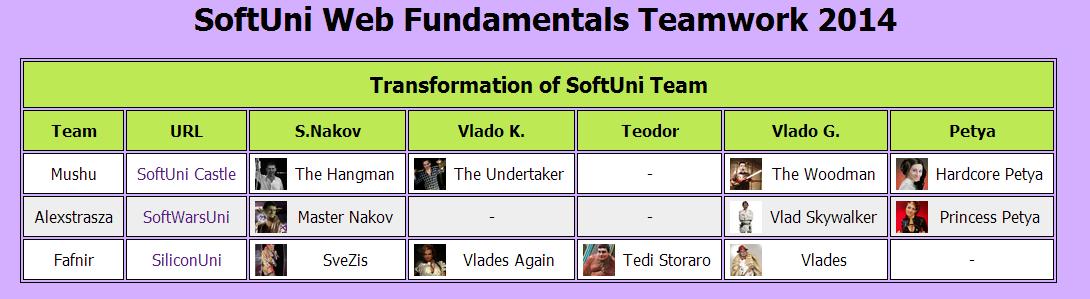 SoftUni Web Fundamentals Teamwork 2014
Transformation of SoftUni Team
Team URL S.Nakov Vlado K. Teodor Vlado G. Petya
Mushu SoftUni Castle The Hangman The Undertaker - The Woodman Hardcore Petya
Alexstrasza SoftWarsUni Master Nakov - - Vlad Skywalker Princess Petya
Fafnir SiliconUni SveZis Vlades Again Tedi Storaro Vlades -